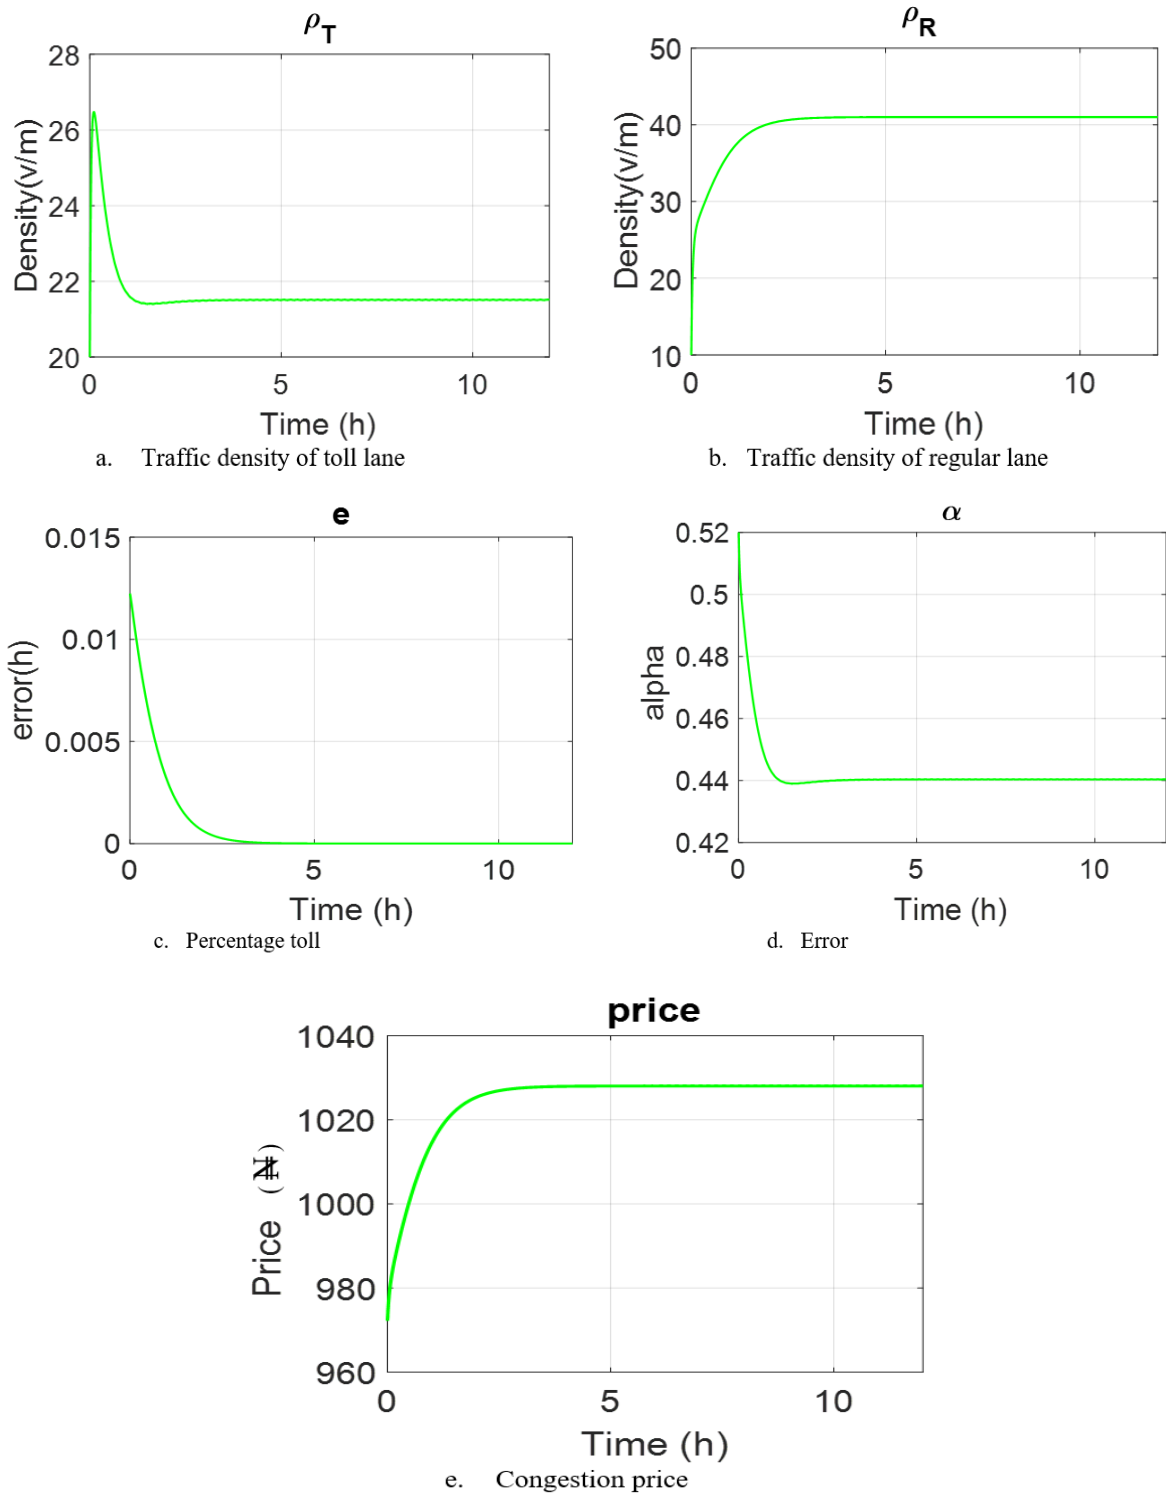 ρT
28
26
24
22
20
Density(v/m)
0 5 10
Time (h)
a. Traffic density of toll lane
ρR
50
40
30
20
10
Density(v/m)
0 5 10
Time (h)
b. Traffic density of regular lane
e
0.015
0.01
0.005
0
error(h)
0 5 10
Time (h)
c. Percentage toll
α
0.52
0.5
0.48
0.46
0.44
0.42
alpha
0 5 10
Time (h)
d. Error
price
1040
1020
1000
980
960
Price (₦)
0 5 10
Time (h)
e. Congestion price